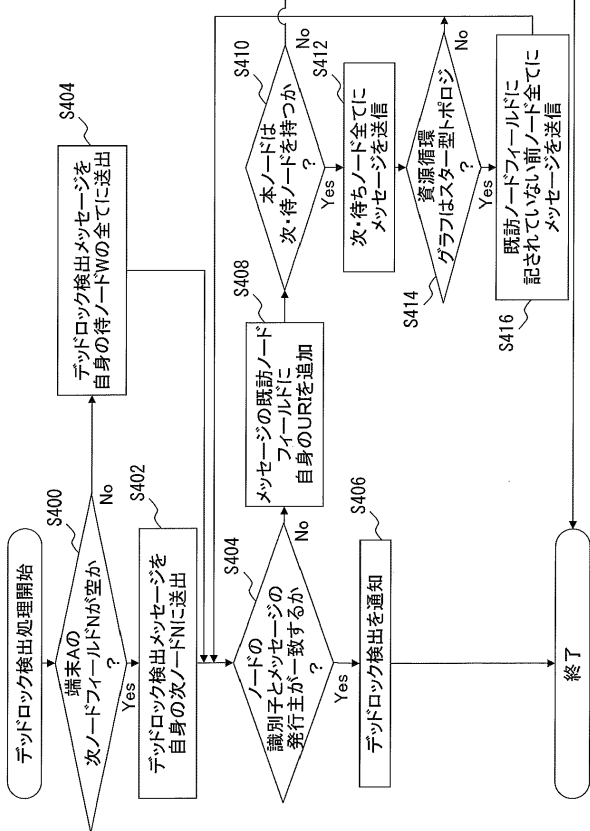 デッドロック検出処理開始
S400
端末Aの
次ノードフィールドNが空か
?
No
Yes
S404
デッドロック検出メッセージを
自身の待ノードWの全てに送出
S402
デッドロック検出メッセージを
自身の次ノードNに送出
S404
ノードの
識別子とメッセージの
発行主が一致するか
?
No
Yes
S406
デッドロック検出を通知
S408
メッセージの既訪ノード
フィールドに
自身のURIを追加
S410
本ノードは
次・待ノードを持つか
?
No
Yes
S412
次・待ちノード全てに
メッセージを送信
S414
資源循環
グラフはスター型トポロジ
?
No
Yes
S416
既訪ノードフィールドに
記されていない前ノード全てに
メッセージを送信
終了